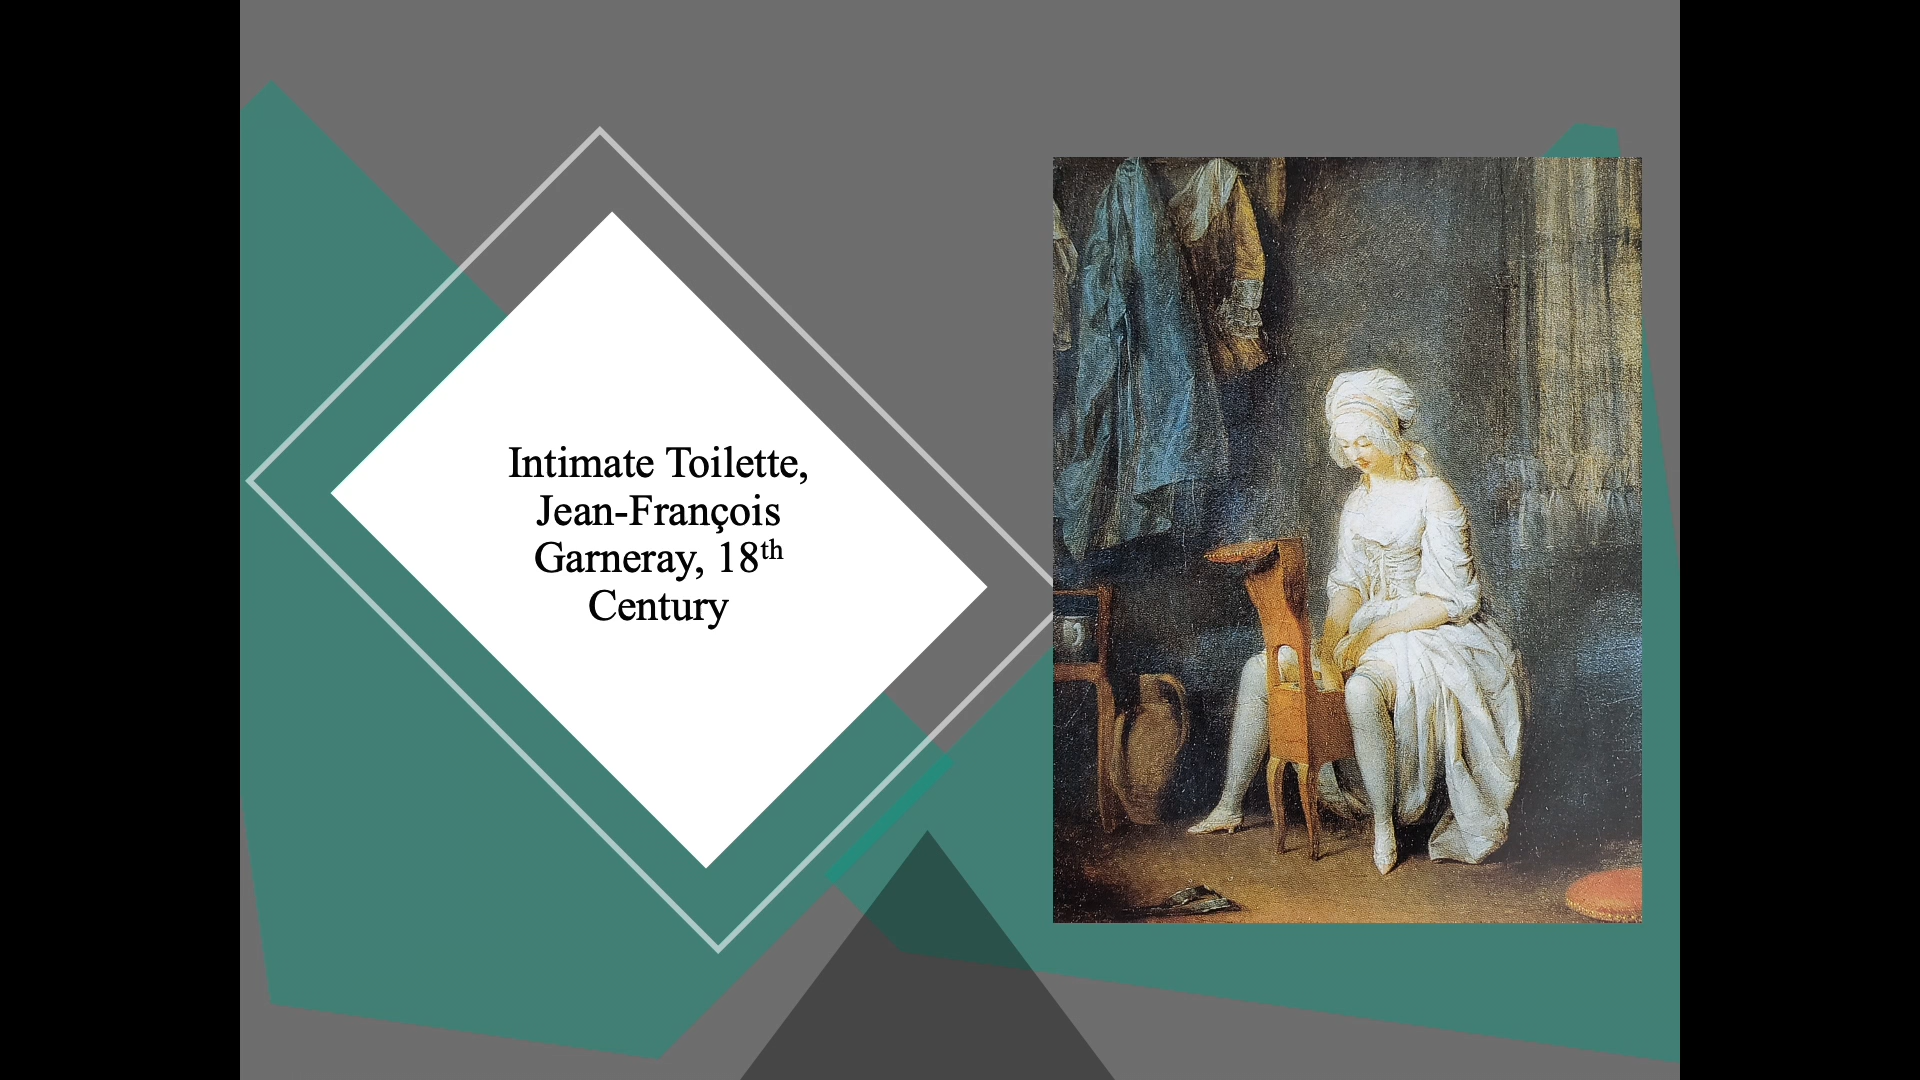 Intimate Toilette,
Jean-François
Garneray, 18th
Century